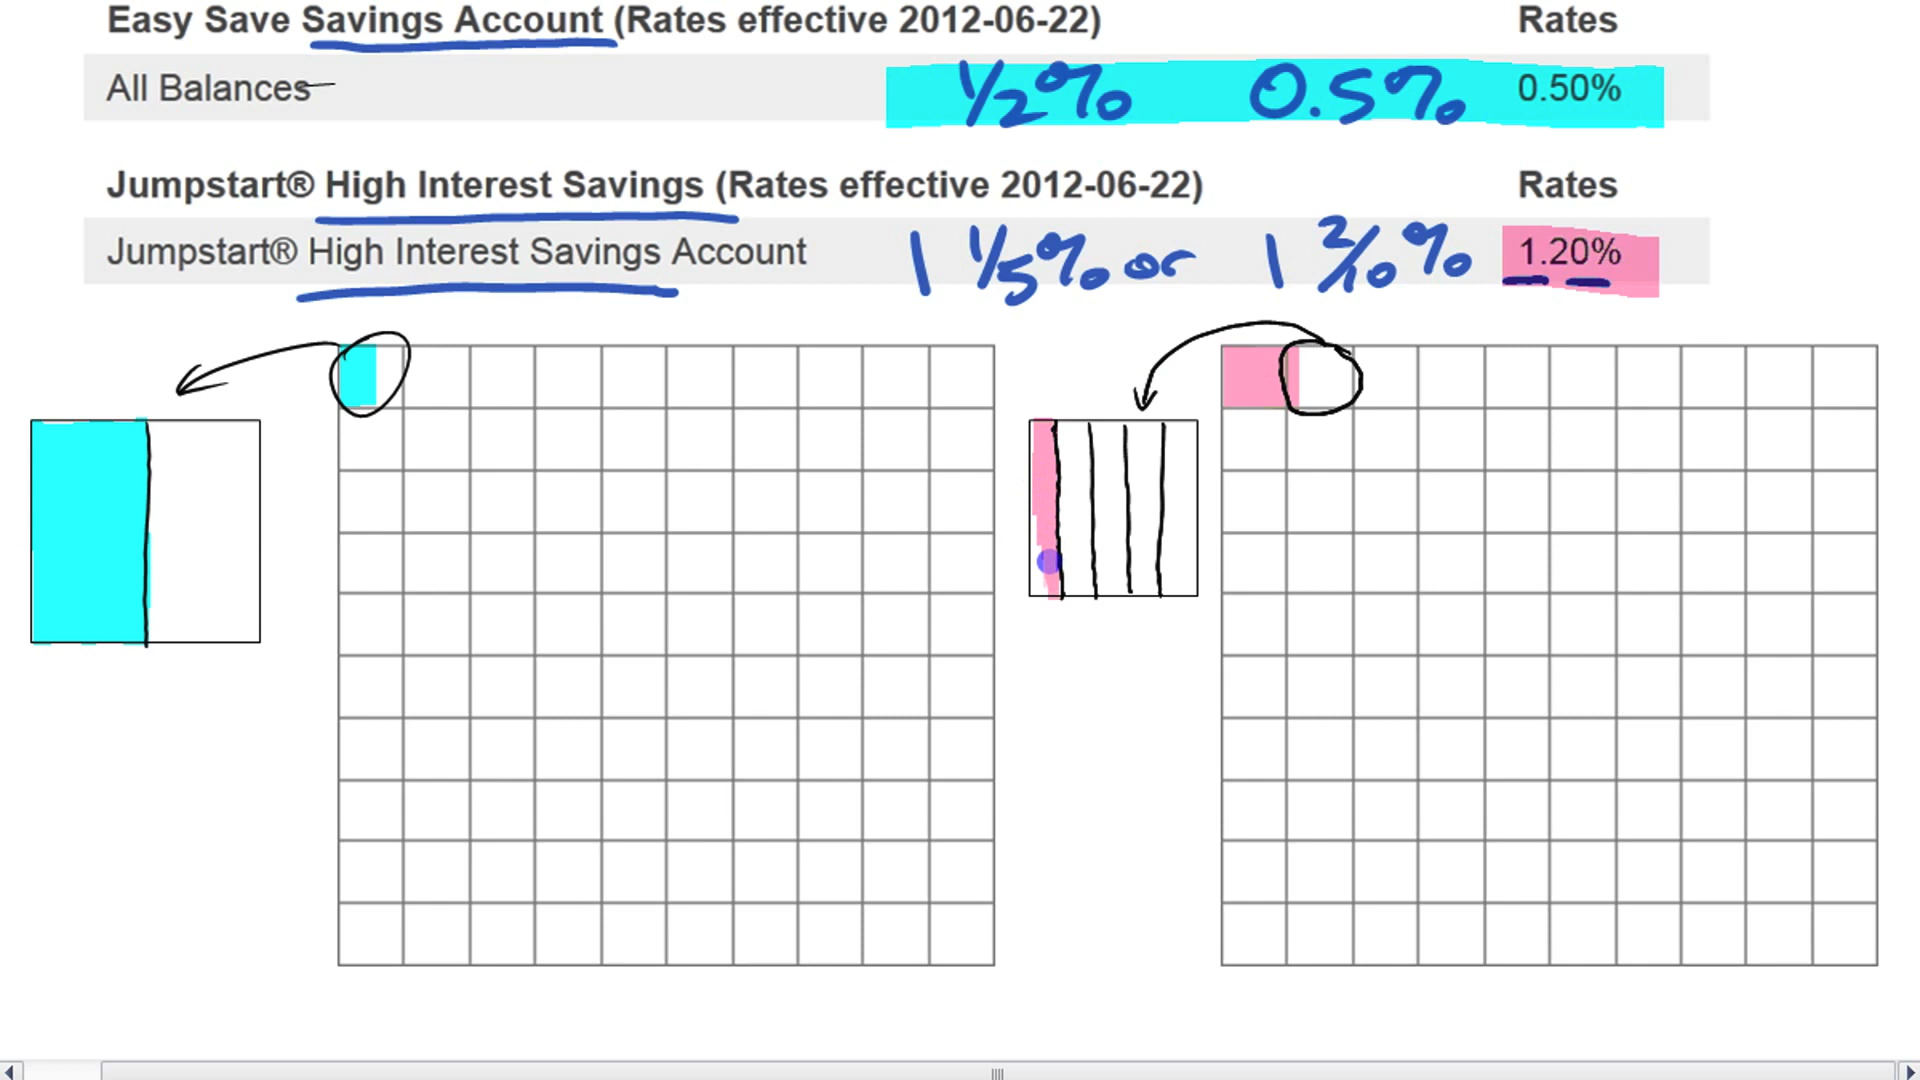 Easy Save Savings Account (Rates effective 2012-06-22) Rates
All Balances 1/2% 0.5% 0.50%
Jumpstart® High Interest Savings (Rates effective 2012-06-22) Rates
Jumpstart® High Interest Savings Account 1 1/5% or 1 2/10% 1.20%